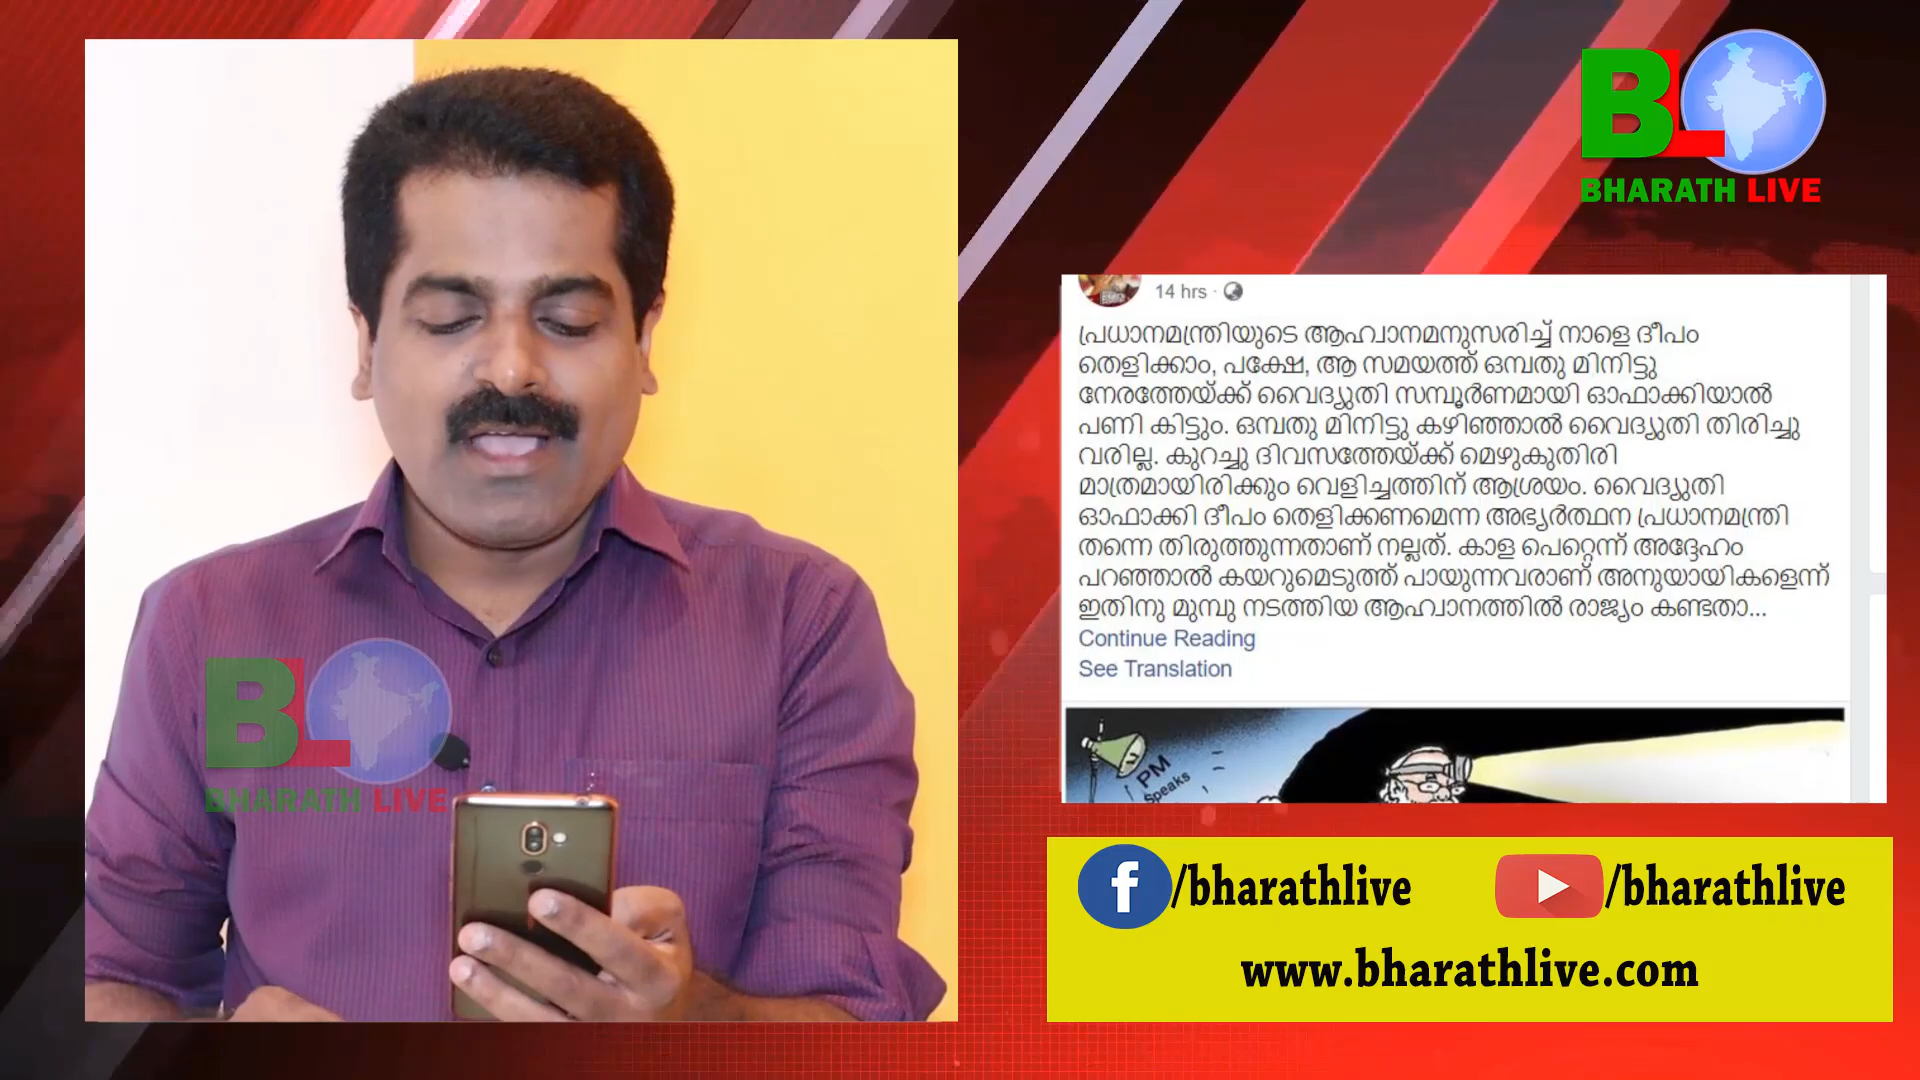 BL
BHARATH LIVE
14 hrs ·
പ്രധാനമന്ത്രിയുടെ ആഹ്വാനമനുസരിച്ച് നാളെ ദീപം
തെളിക്കാം, പക്ഷേ, ആ സമയത്ത് ഒമ്പതു മിനിട്ടു
നേരത്തേയ്ക്ക് വൈദ്യുതി സമ്പൂർണമായി ഓഫാക്കിയാൽ
പണി കിട്ടും. ഒമ്പതു മിനിട്ടു കഴിഞ്ഞാൽ വൈദ്യുതി തിരിച്ചു
വരില്ല. കുറച്ചു ദിവസത്തേയ്ക്ക് മെഴുകുതിരി
മാത്രമായിരിക്കും വെളിച്ചത്തിന് ആശ്രയം. വൈദ്യുതി
ഓഫാക്കി ദീപം തെളിക്കണമെന്ന അഭ്യർത്ഥന പ്രധാനമന്ത്രി
തന്നെ തിരുത്തുന്നതാണ് നല്ലത്. കാള പെറ്റെന്ന് അദ്ദേഹം
പറഞ്ഞാൽ കയറുമെടുത്ത് പായുന്നവരാണ് അനുയായികളെന്ന്
ഇതിനു മുമ്പു നടത്തിയ ആഹ്വാനത്തിൽ രാജ്യം കണ്ടതാ...
Continue Reading
See Translation
PM
Speaks
BL
BHARATH LIVE
f/bharathlive
/bharathlive
www.bharathlive.com